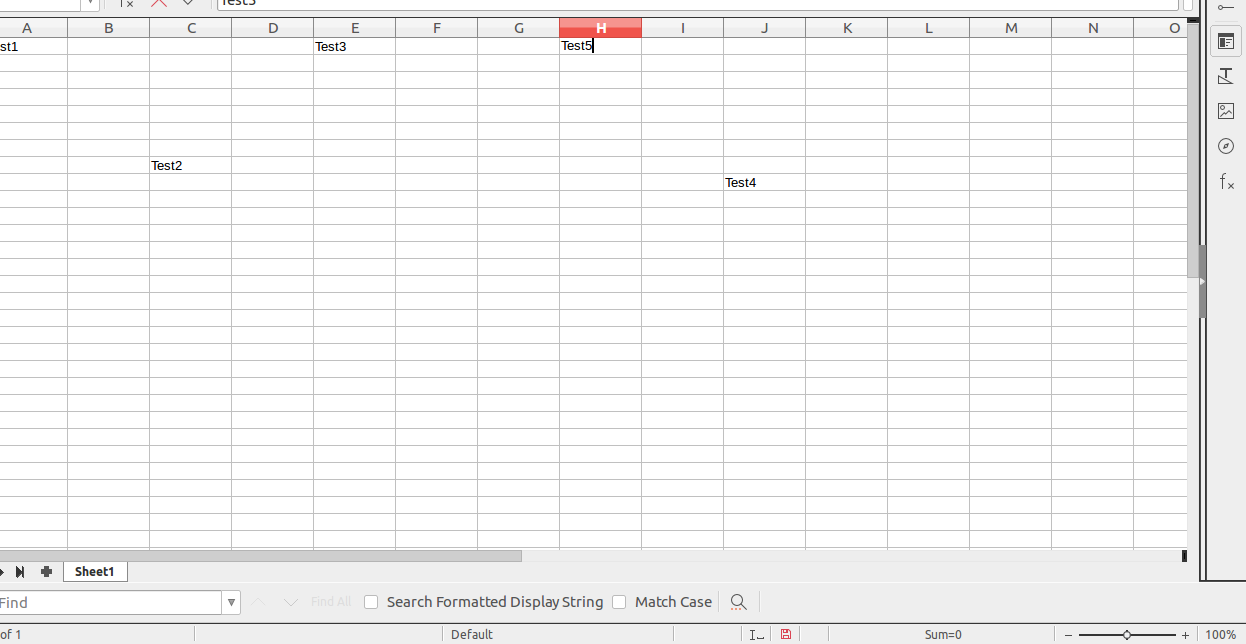 Test5
A B C D E F G H I J K L M N O
st1 Test3 Test5
Test2
Test4
Sheet1
Find Find All Search Formatted Display String Match Case
of 1 Default Sum=0 100%